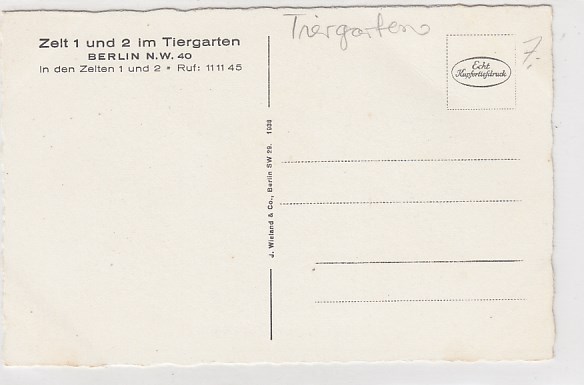 Zelt 1 und 2 im Tiergarten
BERLIN N.W. 40
In den Zelten 1 und 2 • Ruf: 11 11 45
Tiergarten
7.-
Echt
Kupfertiefdruck
J. Wieland & Co., Berlin SW 29. 1938